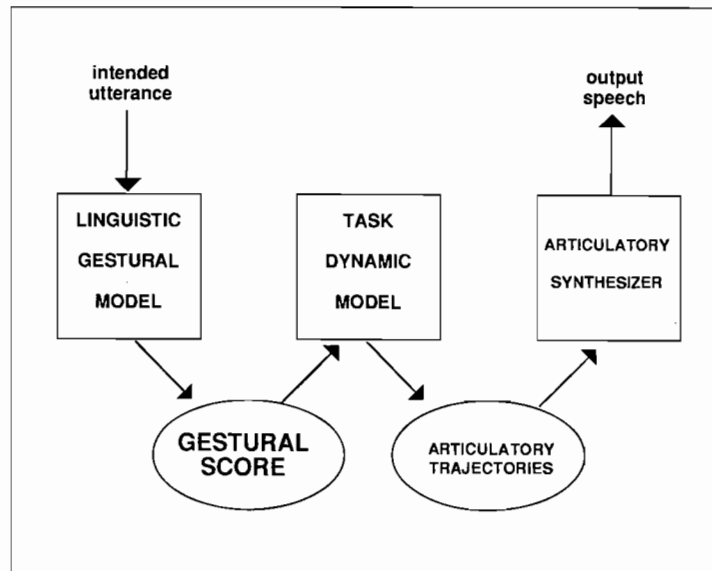 intended
utterance
output
speech
LINGUISTIC
GESTURAL
MODEL
TASK
DYNAMIC
MODEL
ARTICULATORY
SYNTHESIZER
GESTURAL
SCORE
ARTICULATORY
TRAJECTORIES